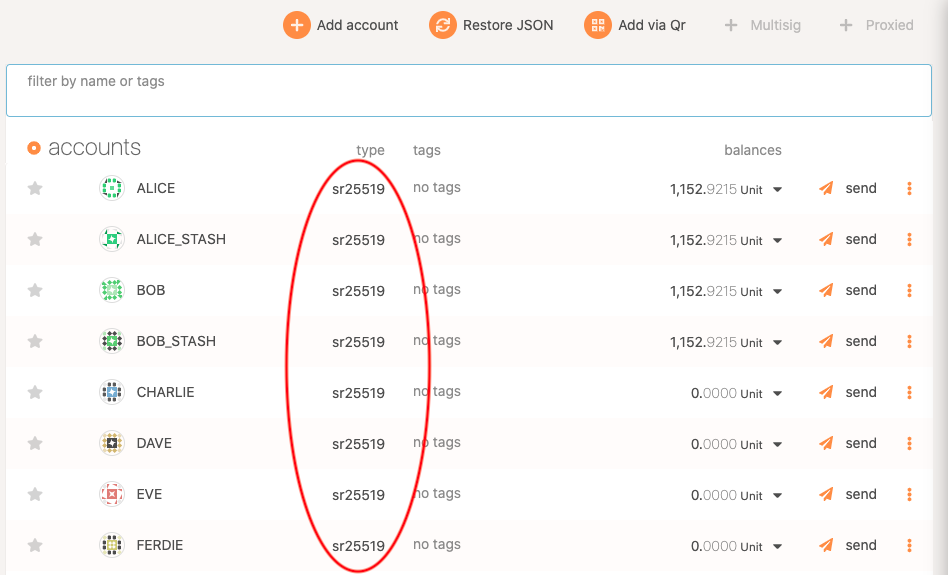 Add account Restore JSON Add via Qr Multisig Proxied
filter by name or tags
accounts type tags balances
ALICE sr25519 no tags 1,152.9215 Unit send
ALICE_STASH sr25519 no tags 1,152.9215 Unit send
BOB sr25519 no tags 1,152.9215 Unit send
BOB_STASH sr25519 no tags 1,152.9215 Unit send
CHARLIE sr25519 no tags 0.0000 Unit send
DAVE sr25519 no tags 0.0000 Unit send
EVE sr25519 no tags 0.0000 Unit send
FERDIE sr25519 no tags 0.0000 Unit send